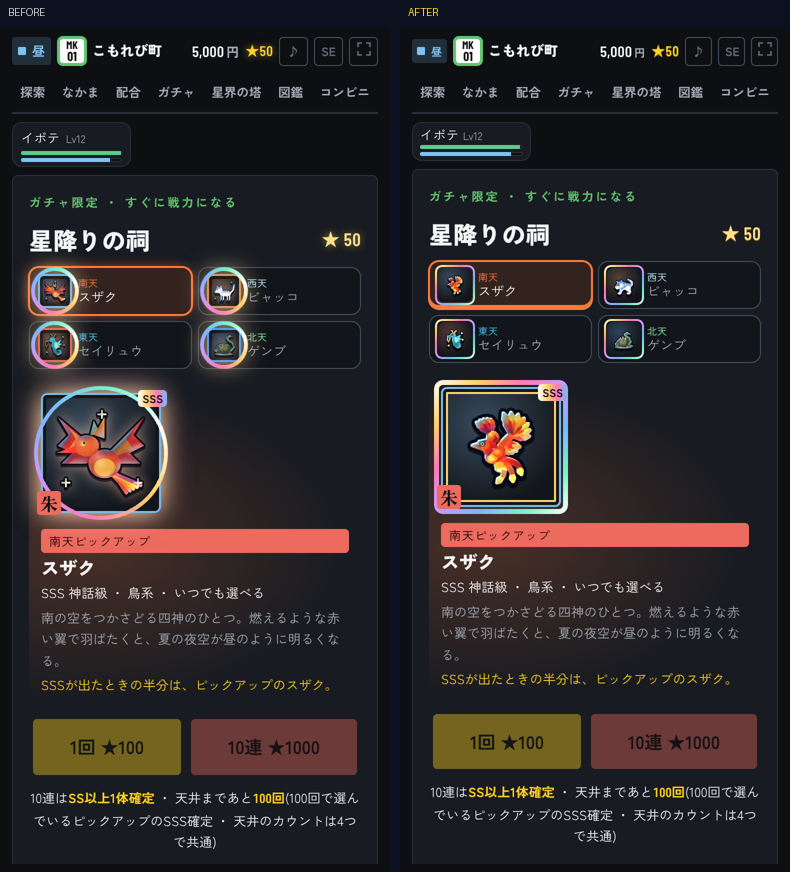 BEFORE
昼
MK
01
こもれび町
5,000 円
★50
♪
SE
探索 なかま 配合 ガチャ 星界の塔 図鑑 コンビニ
イボテ Lv12
ガチャ限定 ・ すぐに戦力になる
星降りの祠
★ 50
南天
スザク
西天
ビャッコ
東天
セイリュウ
北天
ゲンブ
SSS
朱
南天ピックアップ
スザク
SSS 神話級 ・ 鳥系 ・ いつでも選べる
南の空をつかさどる四神のひとつ。燃えるような赤
い翼で羽ばたくと、夏の夜空が昼のように明るくな
る。
SSSが出たときの半分は、ピックアップのスザク。
1回 ★100
10連 ★1000
10連はSS以上1体確定 ・ 天井まであと100回(100回で選ん
でいるピックアップのSSS確定 ・ 天井のカウントは4つ
で共通)
AFTER
昼
MK
01
こもれび町
5,000 円
★50
♪
SE
探索 なかま 配合 ガチャ 星界の塔 図鑑 コンビニ
イボテ Lv12
ガチャ限定 ・ すぐに戦力になる
星降りの祠
★ 50
南天
スザク
西天
ビャッコ
東天
セイリュウ
北天
ゲンブ
SSS
朱
南天ピックアップ
スザク
SSS 神話級 ・ 鳥系 ・ いつでも選べる
南の空をつかさどる四神のひとつ。燃えるような赤
い翼で羽ばたくと、夏の夜空が昼のように明るくな
る。
SSSが出たときの半分は、ピックアップのスザク。
1回 ★100
10連 ★1000
10連はSS以上1体確定 ・ 天井まであと100回(100回で選ん
でいるピックアップのSSS確定 ・ 天井のカウントは4つ
で共通)